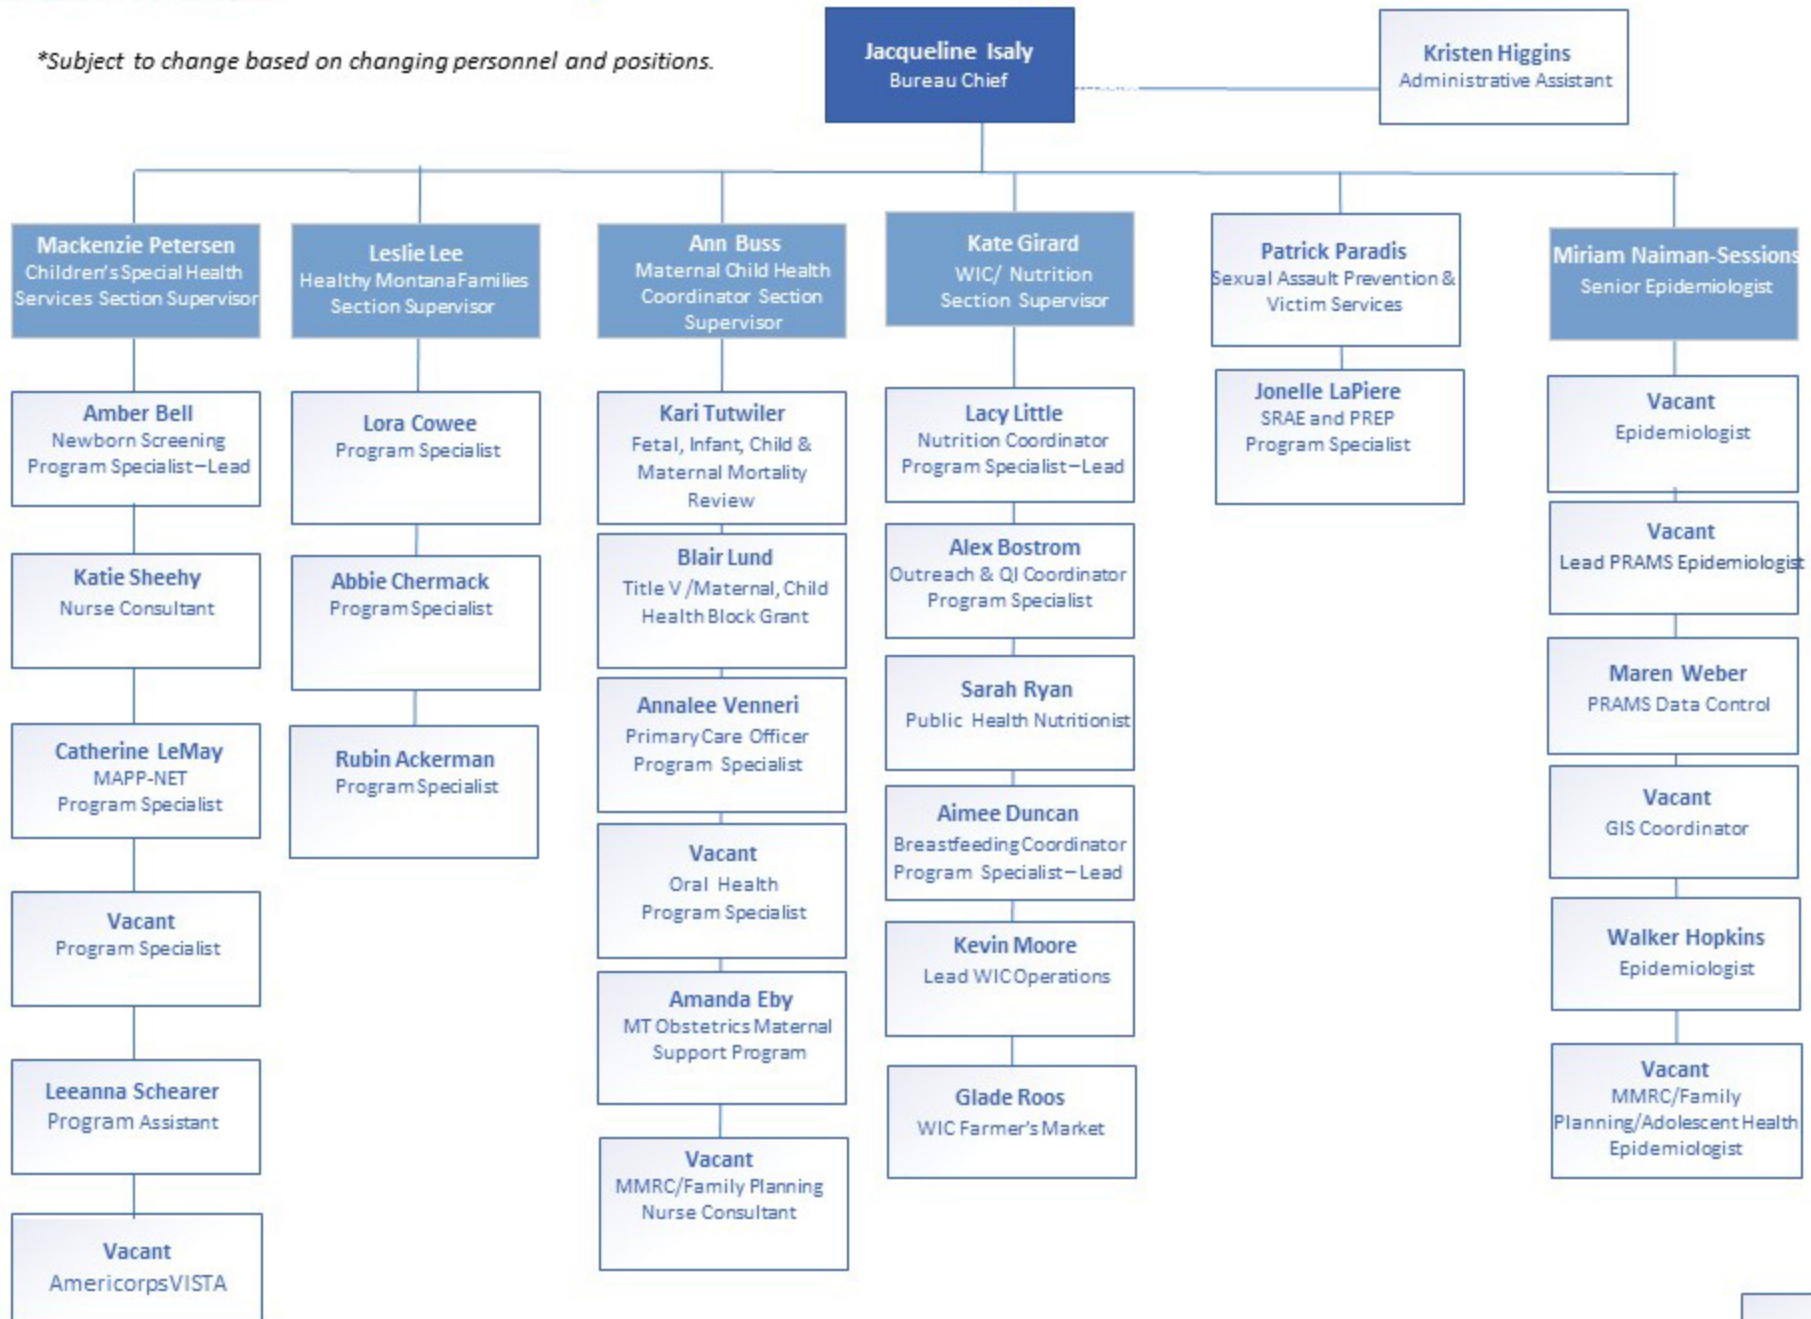 *Subject to change based on changing personnel and positions.
Jacqueline Isaly
Bureau Chief
Kristen Higgins
Administrative Assistant
Mackenzie Petersen
Children's Special Health
Services Section Supervisor
Amber Bell
Newborn Screening
Program Specialist–Lead
Katie Sheehy
Nurse Consultant
Catherine LeMay
MAPP-NET
Program Specialist
Vacant
Program Specialist
Leeanna Schearer
Program Assistant
Vacant
AmericorpsVISTA
Leslie Lee
Healthy MontanaFamilies
Section Supervisor
Lora Cowee
Program Specialist
Abbie Chermack
Program Specialist
Rubin Ackerman
Program Specialist
Ann Buss
Maternal Child Health
Coordinator Section
Supervisor
Kari Tutwiler
Fetal, Infant, Child &
Maternal Mortality
Review
Blair Lund
Title V /Maternal, Child
Health Block Grant
Annalee Venneri
Primary Care Officer
Program Specialist
Vacant
Oral Health
Program Specialist
Amanda Eby
MT Obstetrics Maternal
Support Program
Vacant
MMRC/Family Planning
Nurse Consultant
Kate Girard
WIC/ Nutrition
Section Supervisor
Lacy Little
Nutrition Coordinator
Program Specialist–Lead
Alex Bostrom
Outreach & QI Coordinator
Program Specialist
Sarah Ryan
Public Health Nutritionist
Aimee Duncan
Breastfeeding Coordinator
Program Specialist–Lead
Kevin Moore
Lead WIC Operations
Glade Roos
WIC Farmer's Market
Patrick Paradis
Sexual Assault Prevention &
Victim Services
Jonelle LaPiere
SRAE and PREP
Program Specialist
Miriam Naiman-Sessions
Senior Epidemiologist
Vacant
Epidemiologist
Vacant
Lead PRAMS Epidemiologist
Maren Weber
PRAMS Data Control
Vacant
GIS Coordinator
Walker Hopkins
Epidemiologist
Vacant
MMRC/Family
Planning/Adolescent Health
Epidemiologist